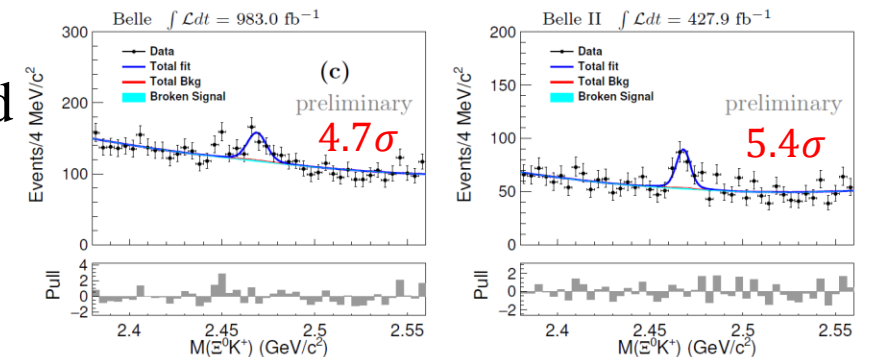 Belle ∫ ℒdt = 983.0 fb⁻¹
300
200
100
0
Events/4 MeV/c²
Data
Total fit
Total Bkg
Broken Signal
(c)
preliminary
4.7σ
4
2
0
−2
Pull
2.4
2.45
2.5
2.55
M(Ξ⁰K⁺) (GeV/c²)
Belle II ∫ ℒdt = 427.9 fb⁻¹
200
150
100
50
0
Events/4 MeV/c²
Data
Total fit
Total Bkg
Broken Signal
preliminary
5.4σ
2
0
−2
Pull
2.4
2.45
2.5
2.55
M(Ξ⁰K⁺) (GeV/c²)